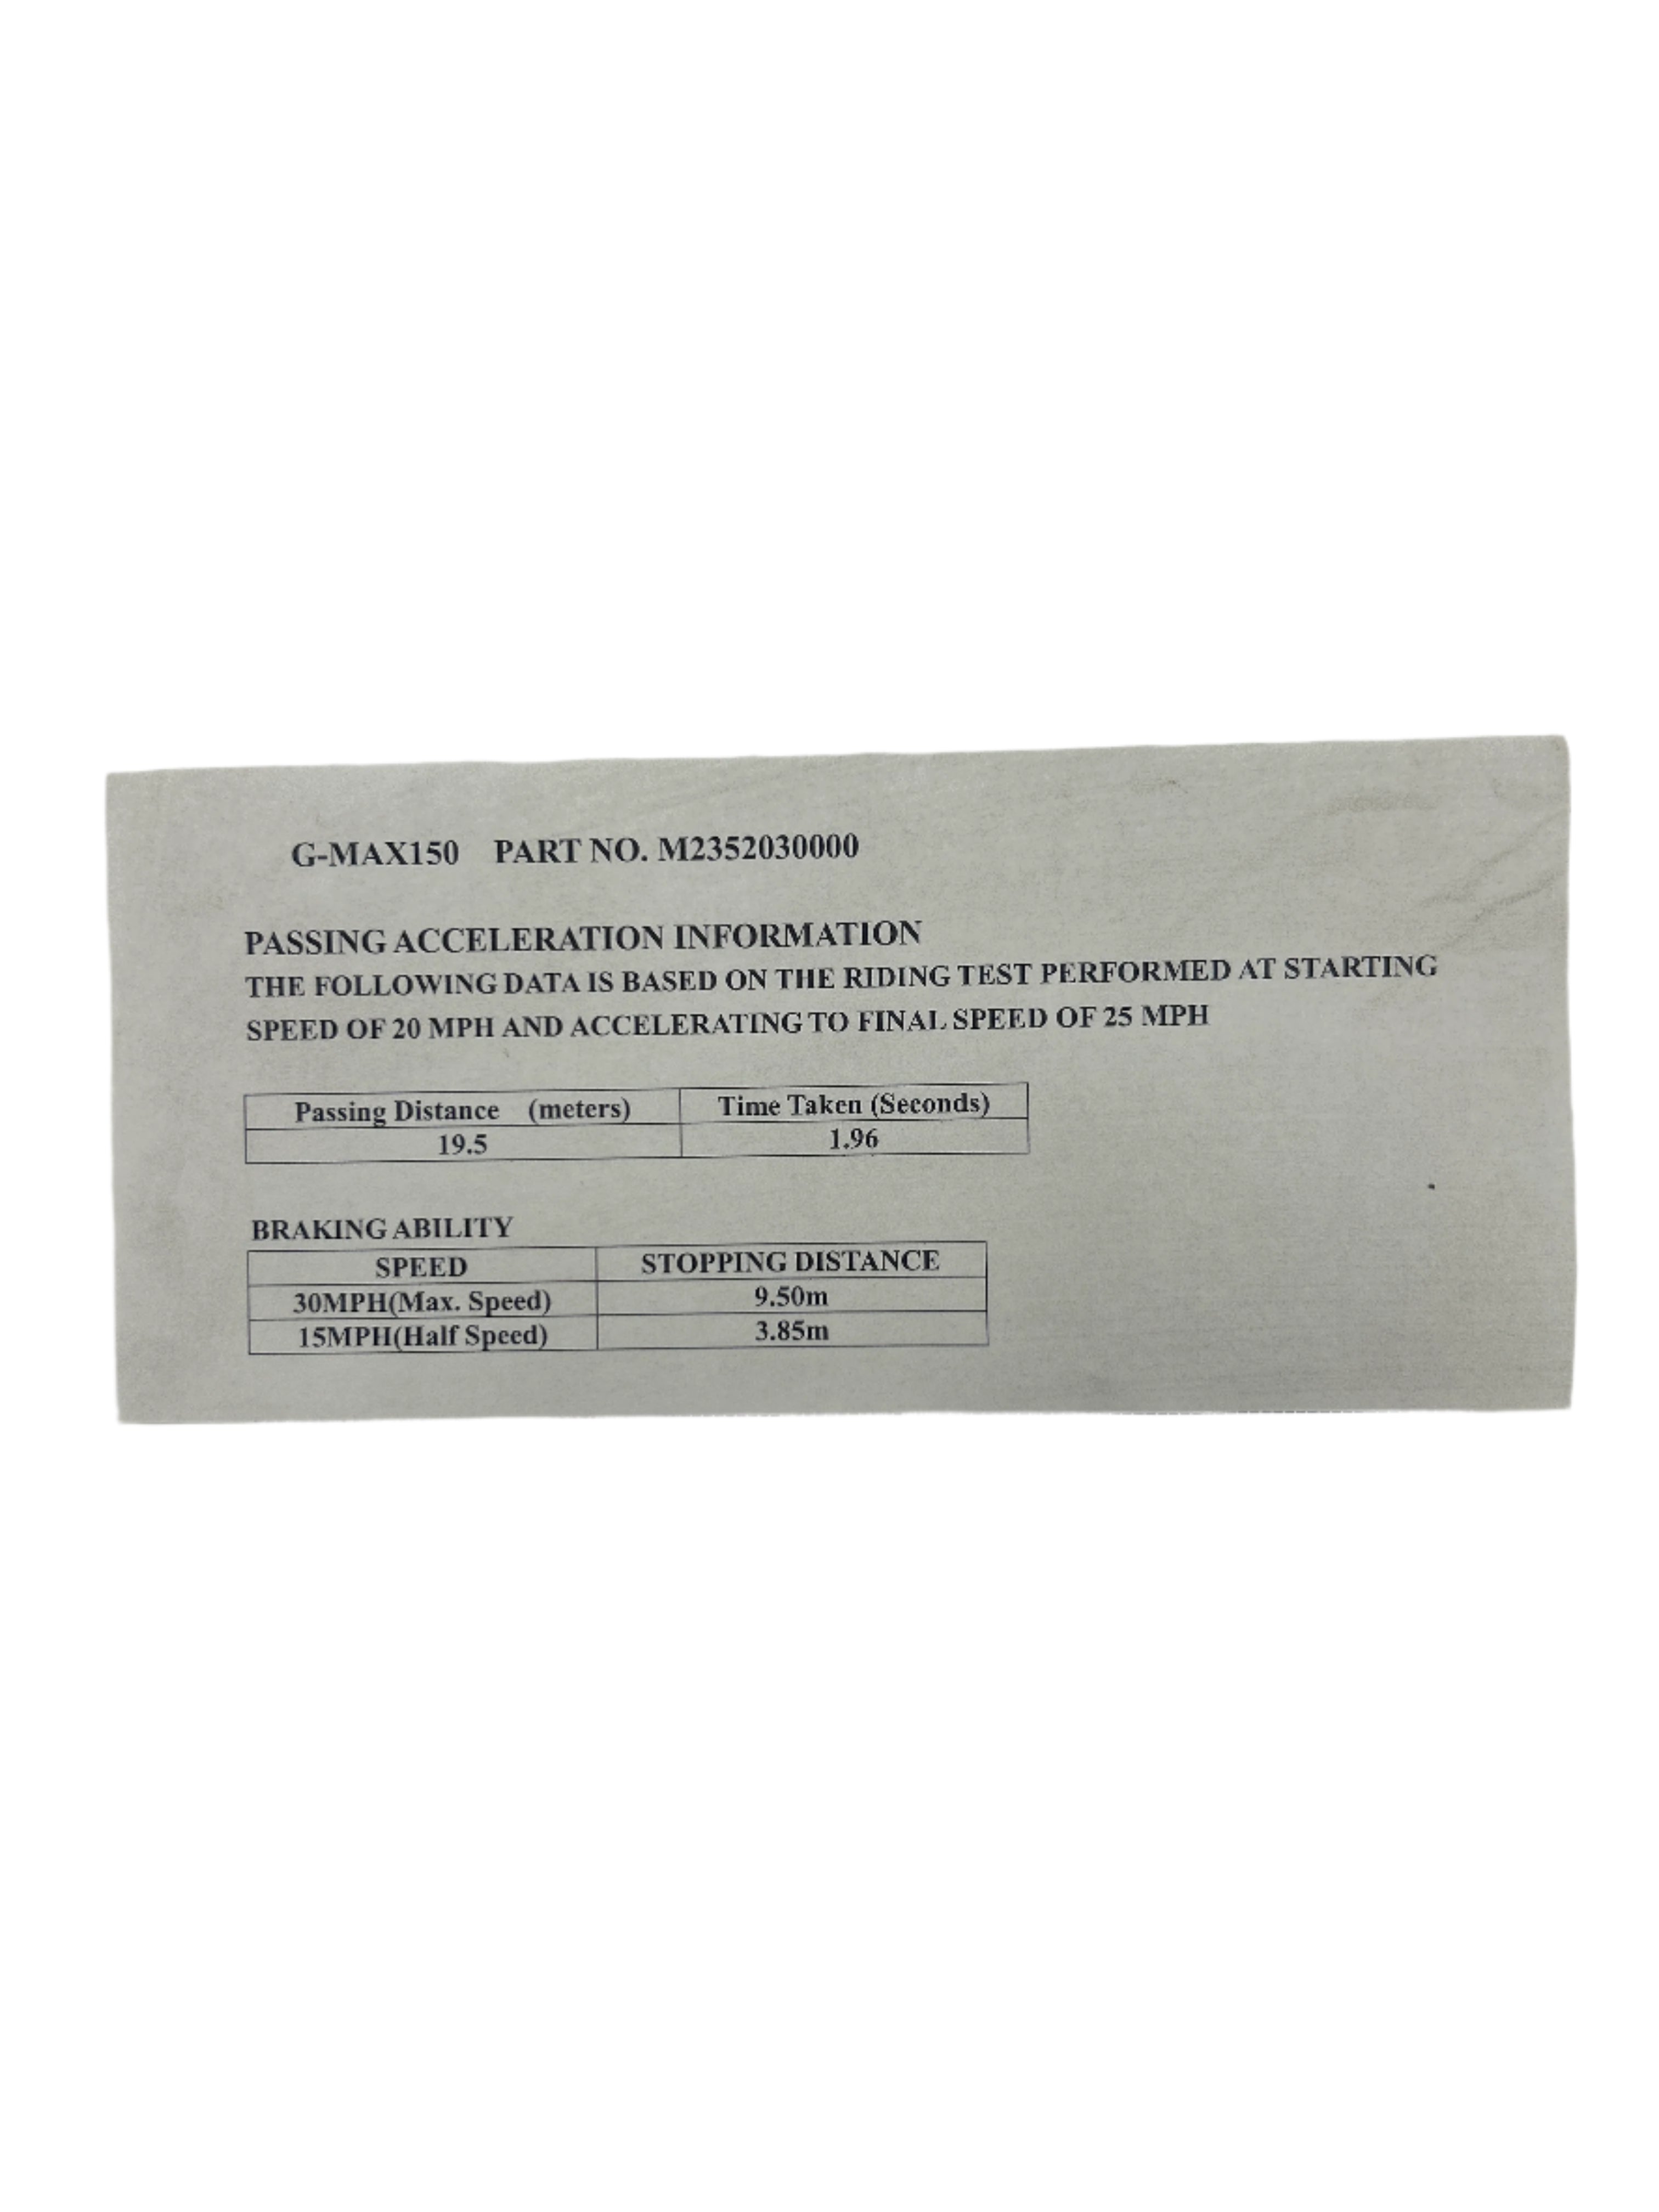 G-MAX150 PART NO. M2352030000
PASSING ACCELERATION INFORMATION
THE FOLLOWING DATA IS BASED ON THE RIDING TEST PERFORMED AT STARTING
SPEED OF 20 MPH AND ACCELERATING TO FINAL SPEED OF 25 MPH
Passing Distance (meters) Time Taken (Seconds)
19.5 1.96
BRAKING ABILITY
SPEED STOPPING DISTANCE
30MPH(Max. Speed) 9.50m
15MPH(Half Speed) 3.85m